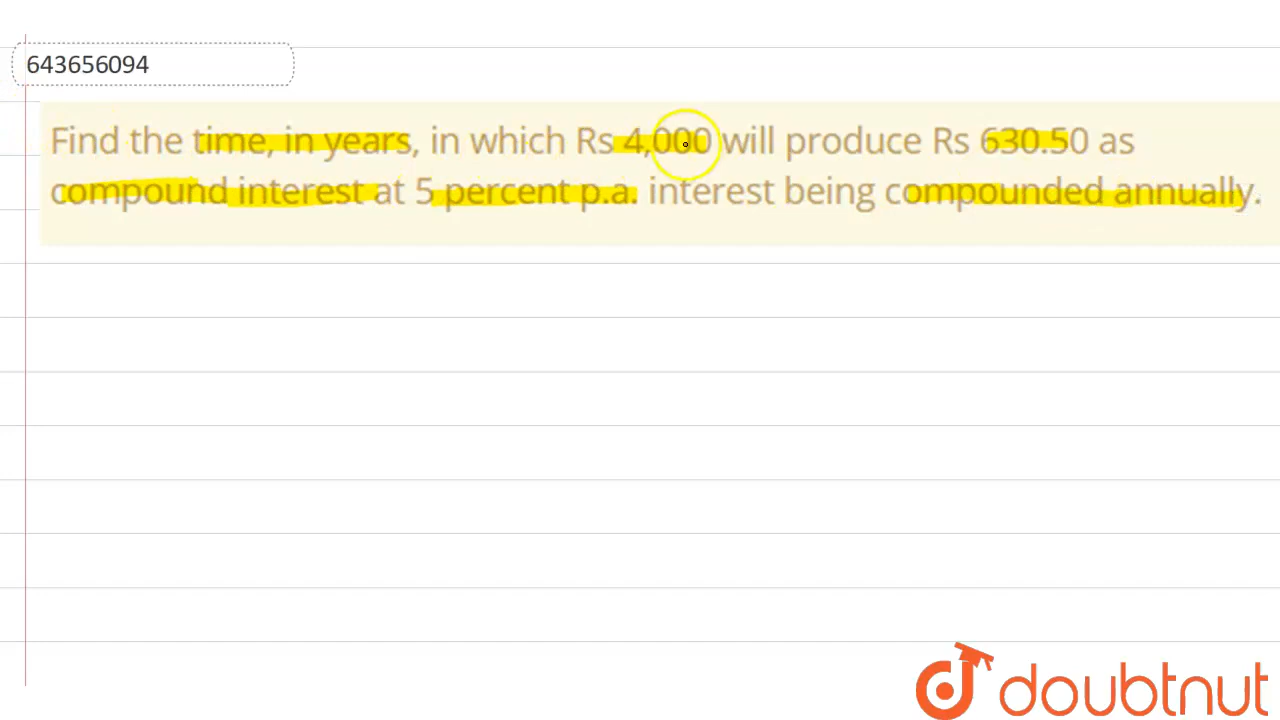 643656094
Find the time, in years, in which Rs 4,000 will produce Rs 630.50 as
compound interest at 5 percent p.a. interest being compounded annually.
doubtnut